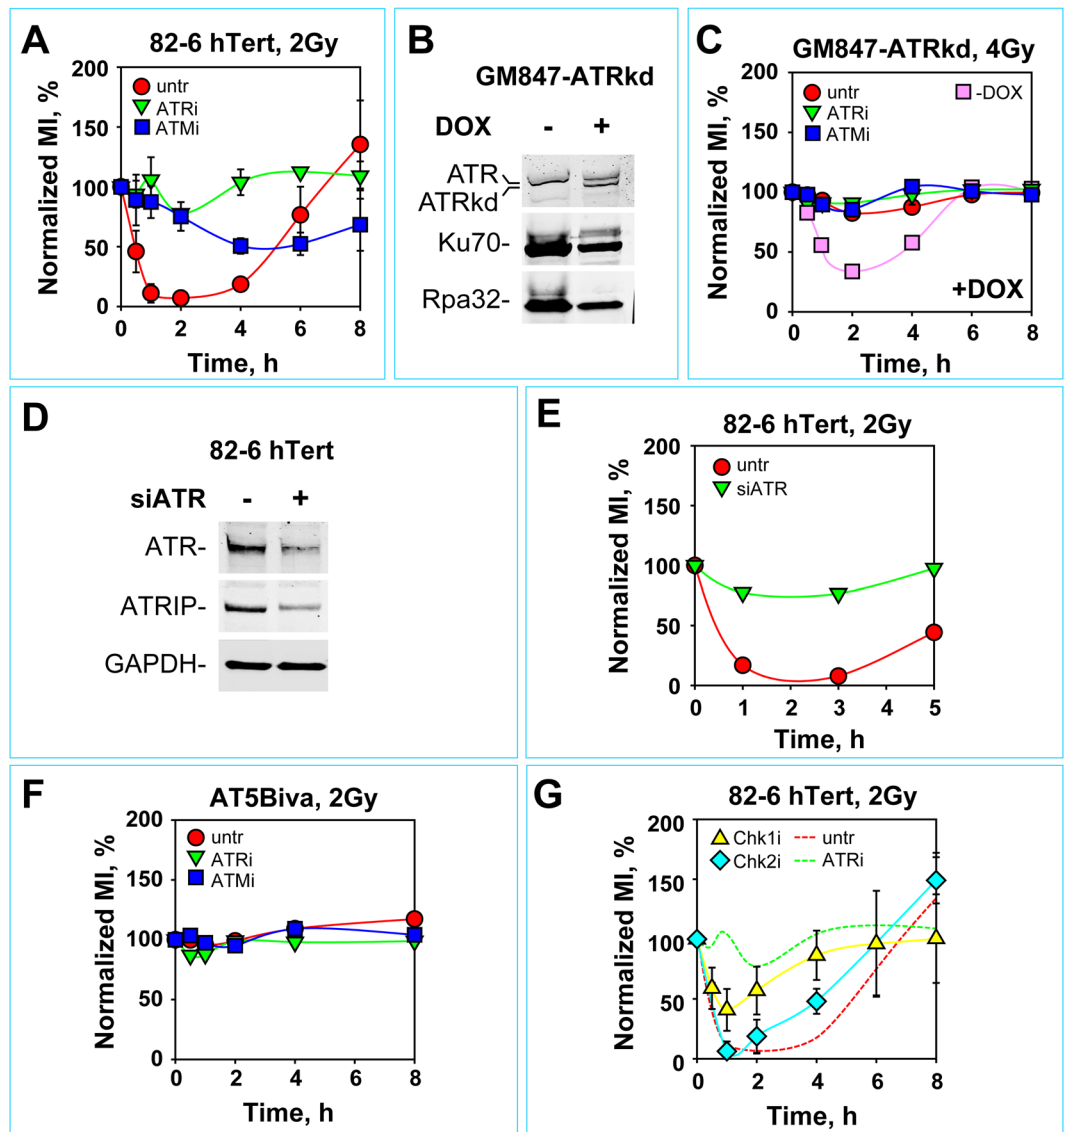 A
82-6 hTert, 2Gy
Normalized MI, %
200
150
100
50
0
untr
ATRi
ATMi
0 2 4 6 8
Time, h
B
GM847-ATRkd
DOX - +
ATR
ATRkd
Ku70-
Rpa32-
C
GM847-ATRkd, 4Gy
Normalized MI, %
200
150
100
50
0
untr
ATRi
ATMi
-DOX
+DOX
0 2 4 6 8
Time, h
D
82-6 hTert
siATR - +
ATR-
ATRIP-
GAPDH-
E
82-6 hTert, 2Gy
Normalized MI, %
200
150
100
50
0
untr
siATR
0 1 2 3 4 5
Time, h
F
AT5Biva, 2Gy
Normalized MI, %
200
150
100
50
0
untr
ATRi
ATMi
0 2 4 6 8
Time, h
G
82-6 hTert, 2Gy
Normalized MI, %
200
150
100
50
0
Chk1i untr
Chk2i ATRi
0 2 4 6 8
Time, h